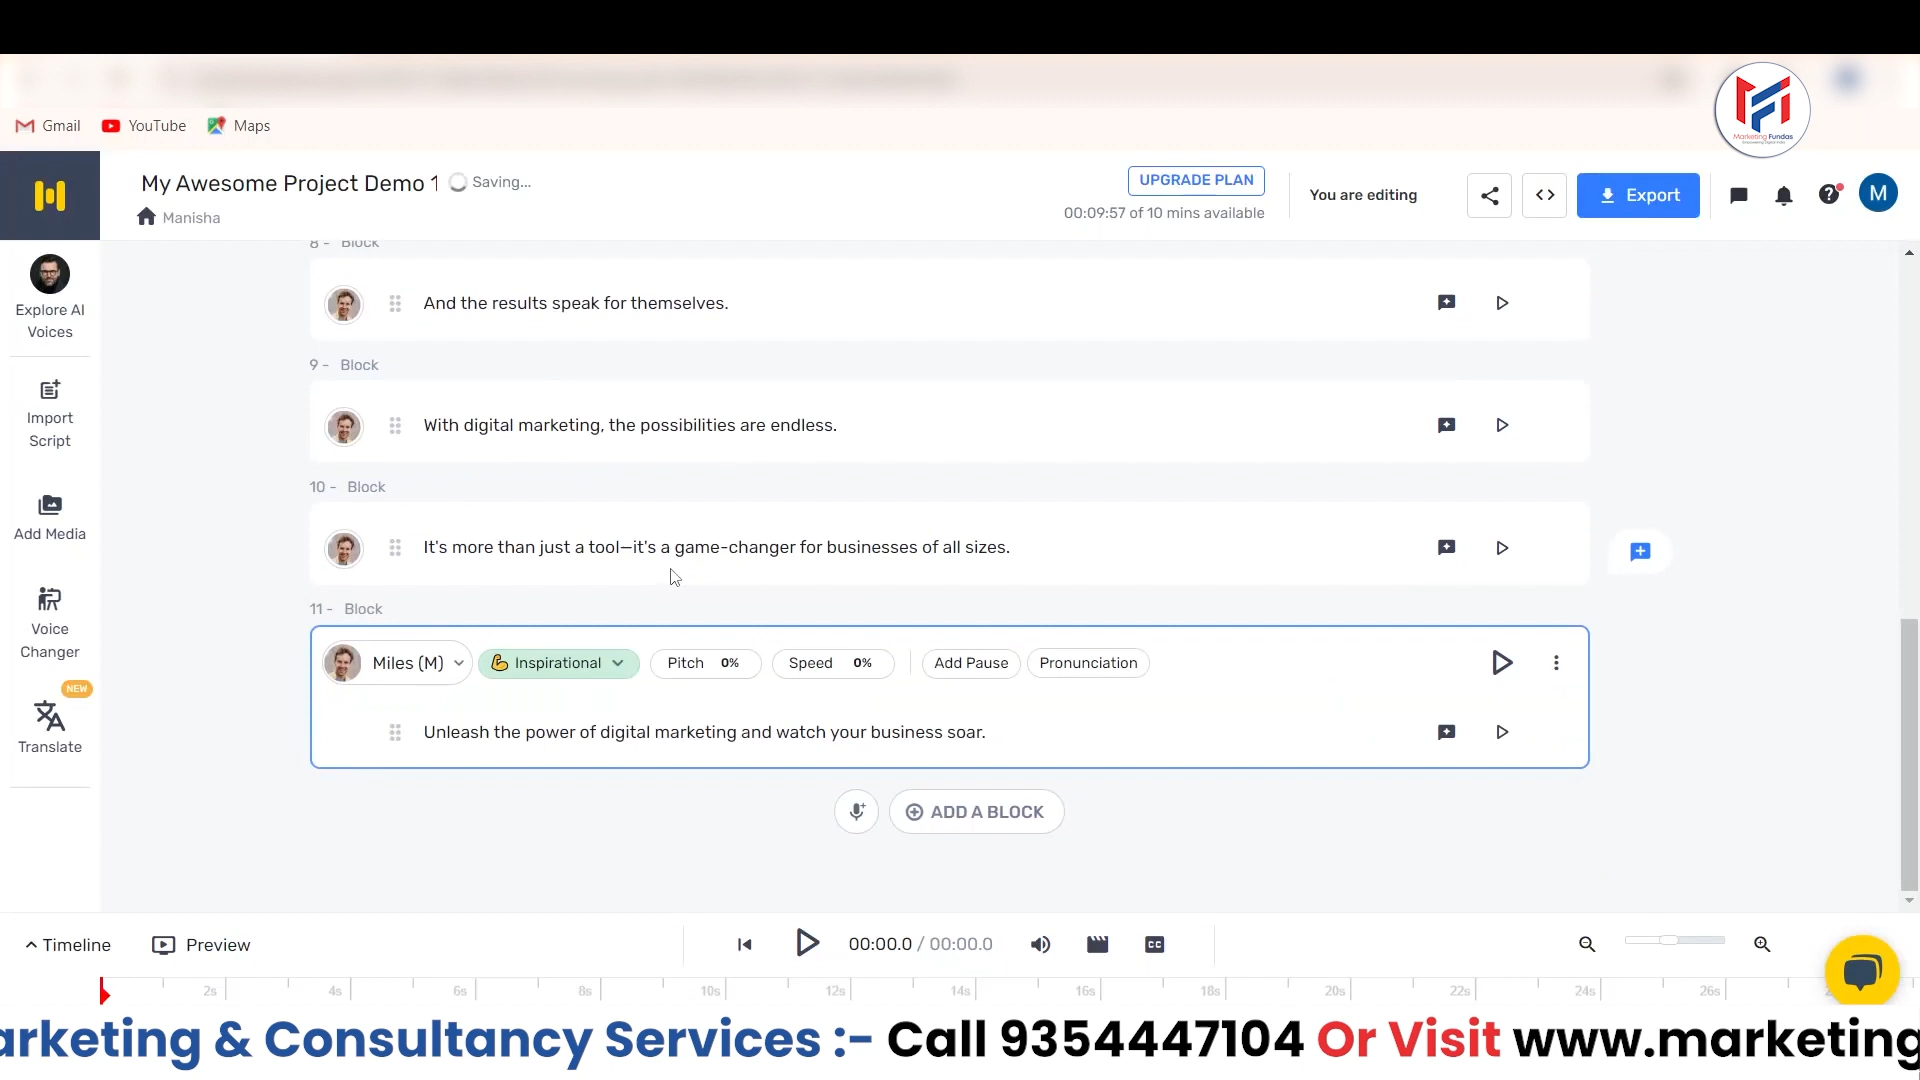 Gmail YouTube Maps
Marketing Fundas
My Awesome Project Demo 1 Saving...
Manisha
UPGRADE PLAN
00:09:57 of 10 mins available
You are editing
Export
M
Explore AI
Voices
Import
Script
Add Media
Voice
Changer
NEW
Translate
8 - Block
And the results speak for themselves.
9 - Block
With digital marketing, the possibilities are endless.
10 - Block
It's more than just a tool—it's a game-changer for businesses of all sizes.
11 - Block
Miles (M) Inspirational Pitch 0% Speed 0% Add Pause Pronunciation
Unleash the power of digital marketing and watch your business soar.
ADD A BLOCK
Timeline Preview 00:00.0 / 00:00.0 CC
2s 4s 6s 8s 10s 12s 14s 16s 18s 20s 22s 24s 26s
arketing & Consultancy Services :- Call 9354447104 Or Visit www.marketing